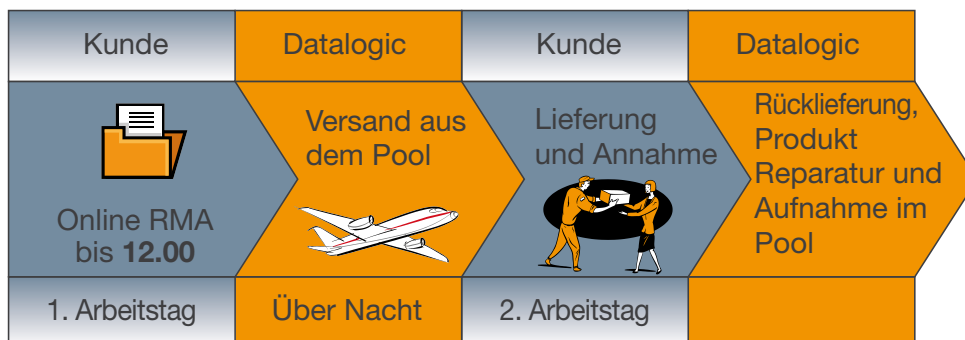 Kunde
Datalogic
Kunde
Datalogic
Online RMA
bis 12.00
Versand aus
dem Pool
Lieferung
und Annahme
Rücklieferung,
Produkt
Reparatur und
Aufnahme im
Pool
1. Arbeitstag
Über Nacht
2. Arbeitstag